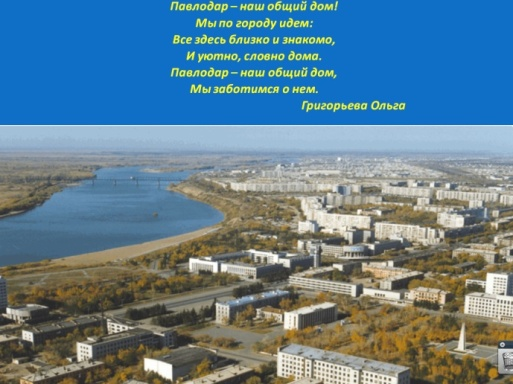 Павлодар – наш общий дом!
Мы по городу идем:
Все здесь близко и знакомо,
И уютно, словно дома.
Павлодар – наш общий дом,
Мы заботимся о нем.
Григорьева Ольга